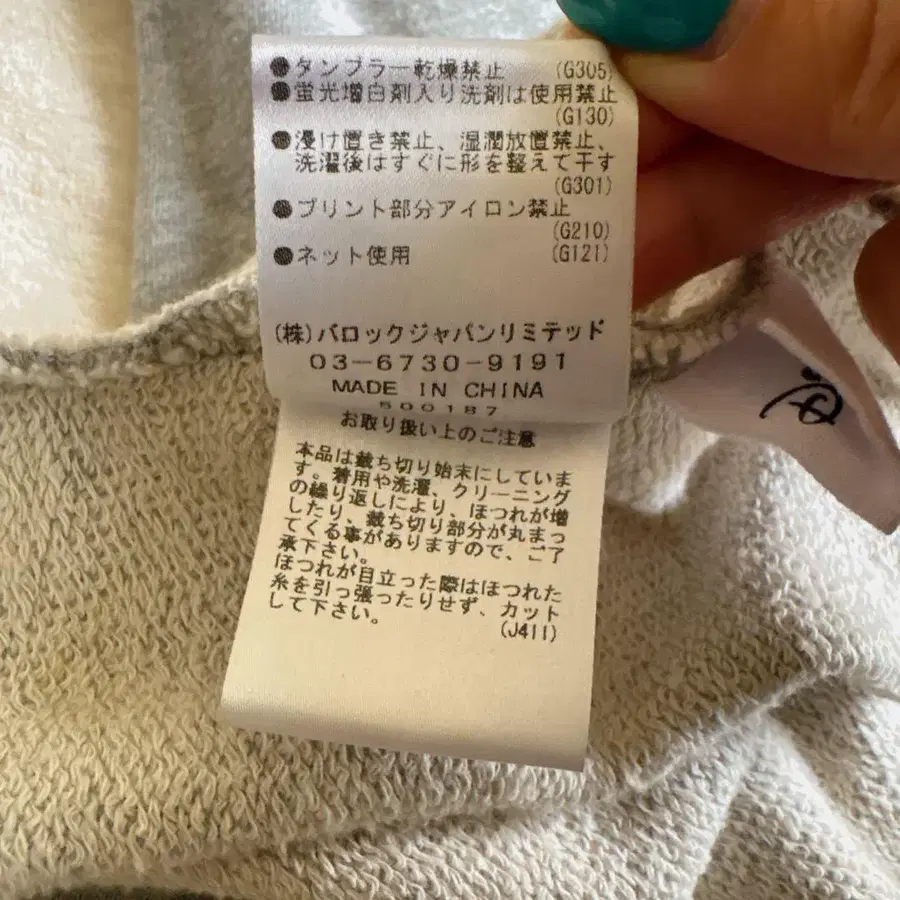 ●タンブラー乾燥禁止 (G305)
●蛍光増白剤入り洗剤は使用禁止
(G130)
●浸け置き禁止、湿潤放置禁止、
洗濯後はすぐに形を整えて干す
(G301)
●プリント部分アイロン禁止
(G210)
●ネット使用 (G121)
(株)バロックジャパンリミテッド
03-6730-9191
MADE IN CHINA
500187
お取り扱い上のご注意
本品は裁ち切り始末にしていま
す。着用や洗濯、クリーニング
の繰り返しにより、ほつれが増
したり、裁ち切り部分が丸まっ
てくる事がありますので、ご了
承下さい。
ほつれが目立った際はほつれた
糸を引っ張ったりせず、カット
して下さい。
(J411)